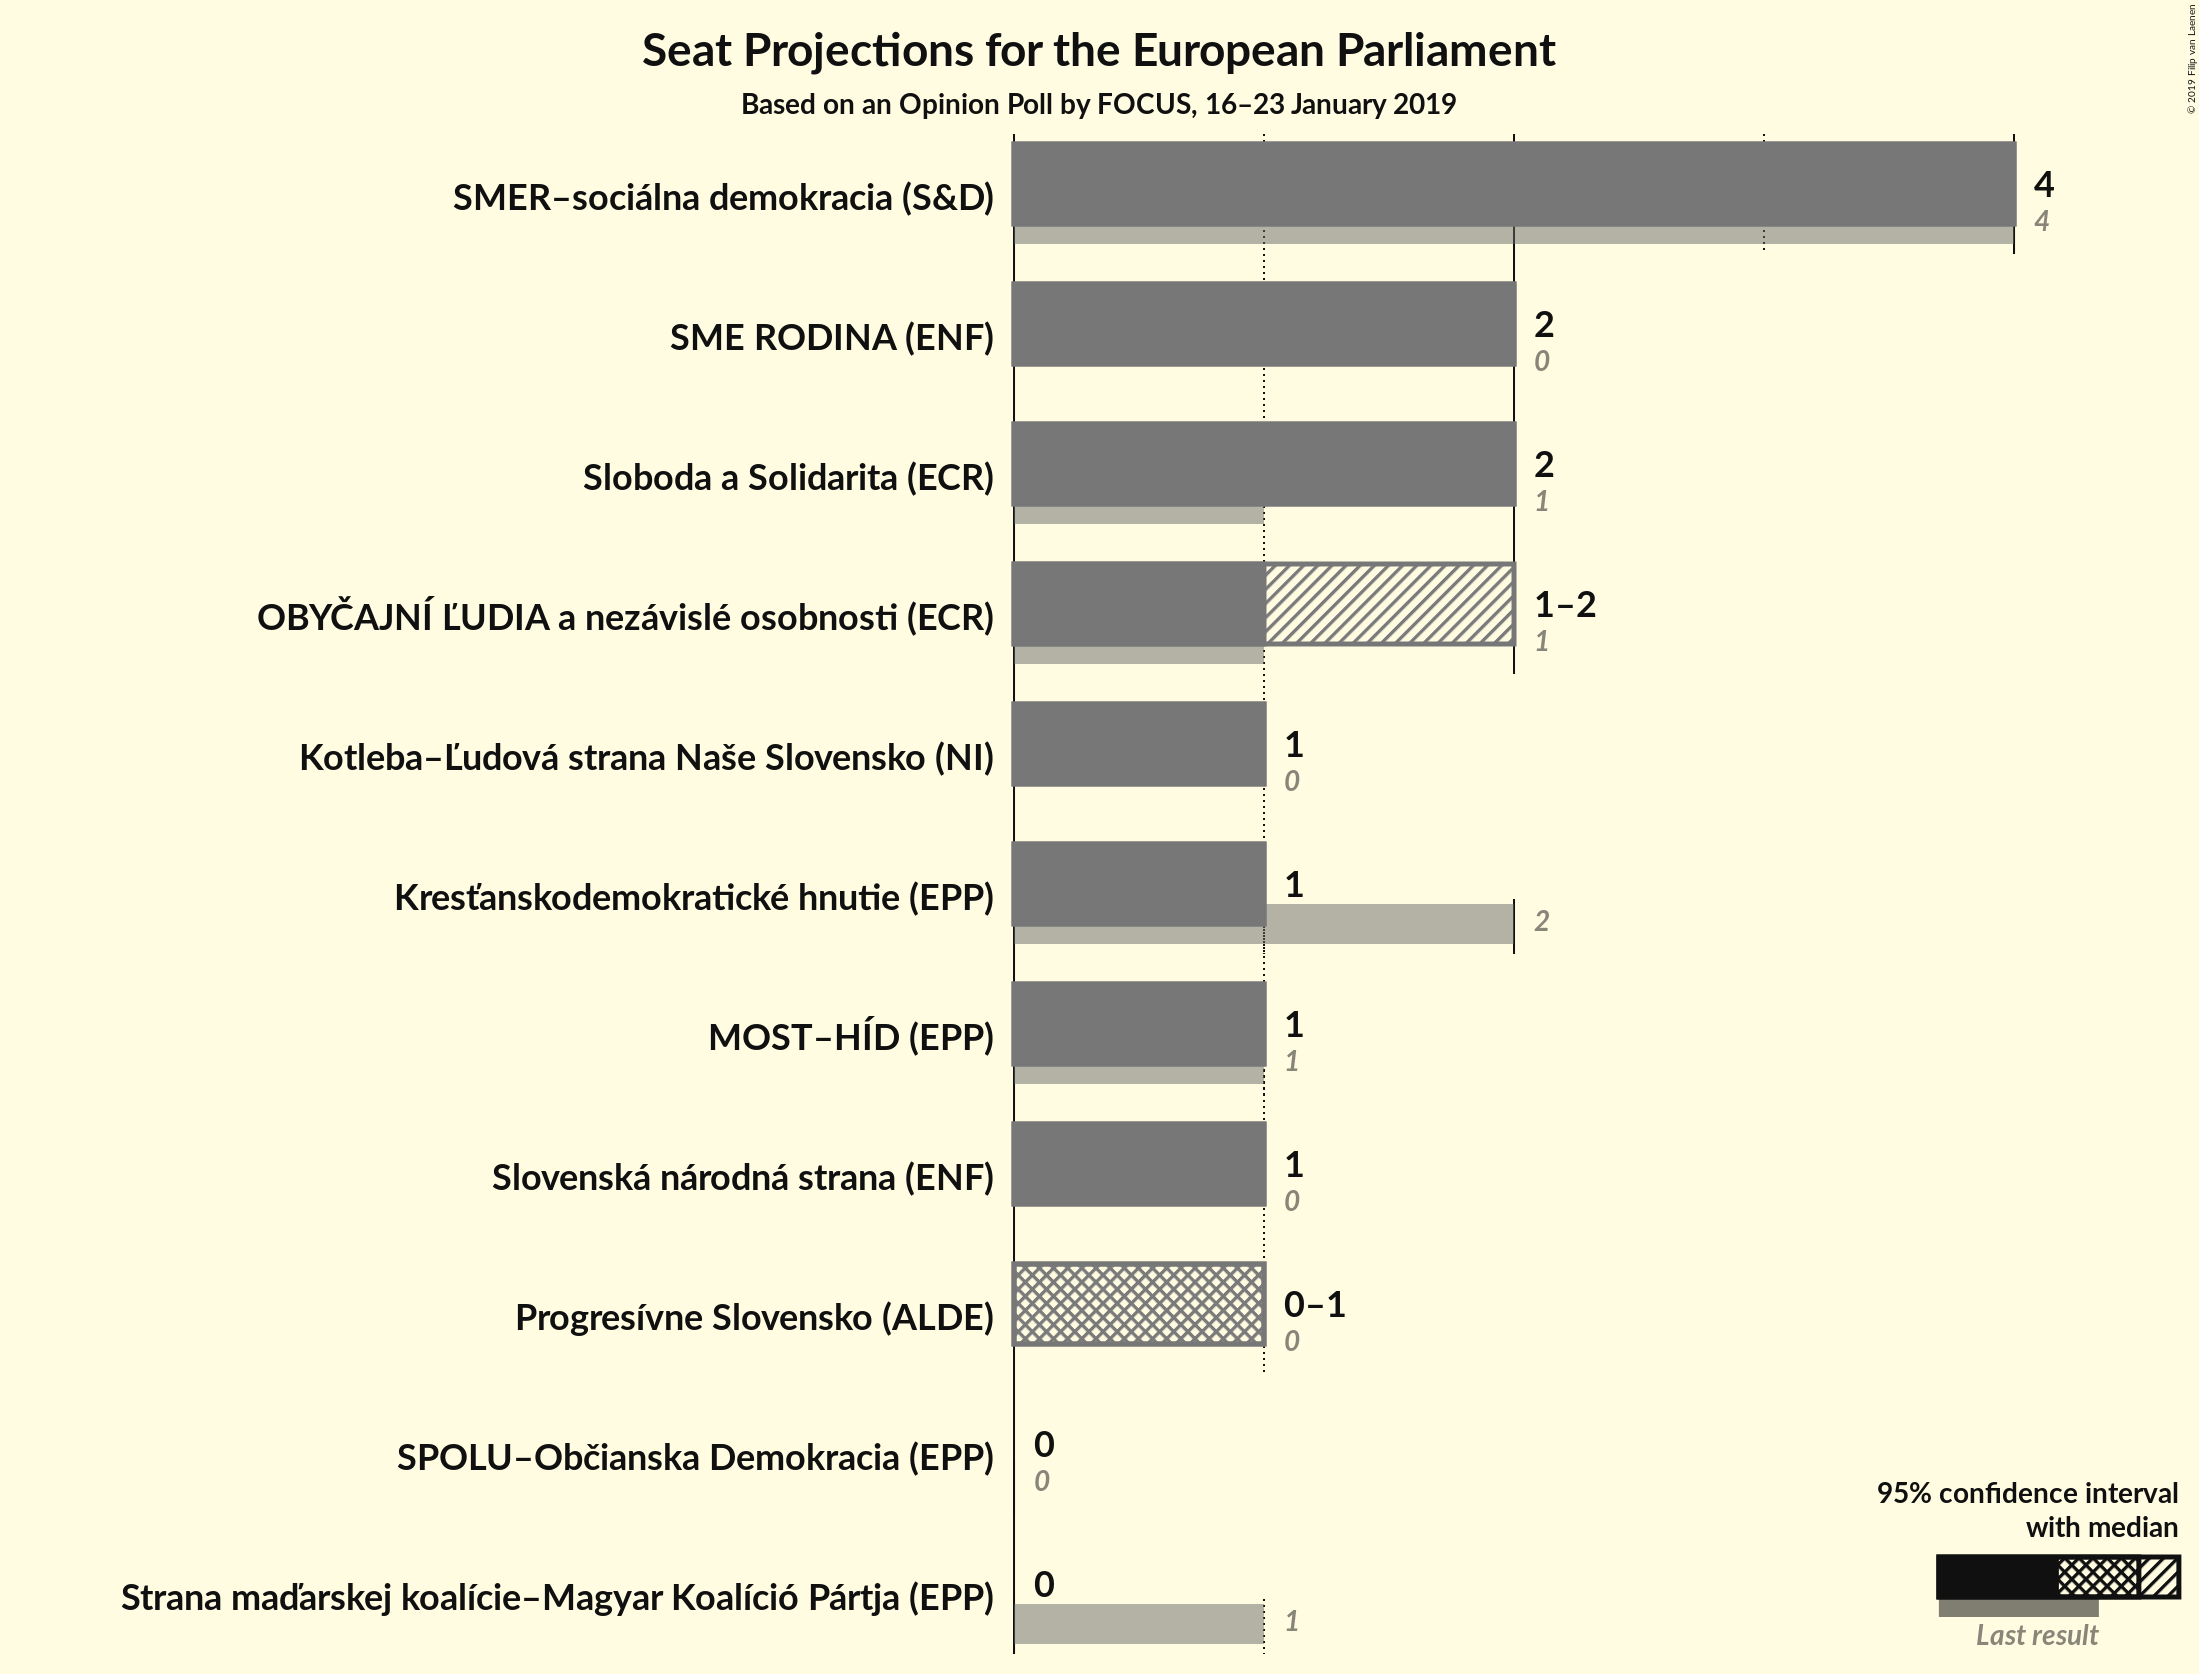 Seat Projections for the European Parliament
Based on an Opinion Poll by FOCUS, 16–23 January 2019
© 2019 Filip van Laenen
SMER–sociálna demokracia (S&D)
4
4
SME RODINA (ENF)
2
0
Sloboda a Solidarita (ECR)
2
1
OBYČAJNÍ ĽUDIA a nezávislé osobnosti (ECR)
1–2
1
Kotleba–Ľudová strana Naše Slovensko (NI)
1
0
Kresťanskodemokratické hnutie (EPP)
1
2
MOST–HÍD (EPP)
1
1
Slovenská národná strana (ENF)
1
0
Progresívne Slovensko (ALDE)
0–1
0
SPOLU–Občianska Demokracia (EPP)
0
0
Strana maďarskej koalície–Magyar Koalíció Pártja (EPP)
0
1
95% confidence interval
with median
Last result